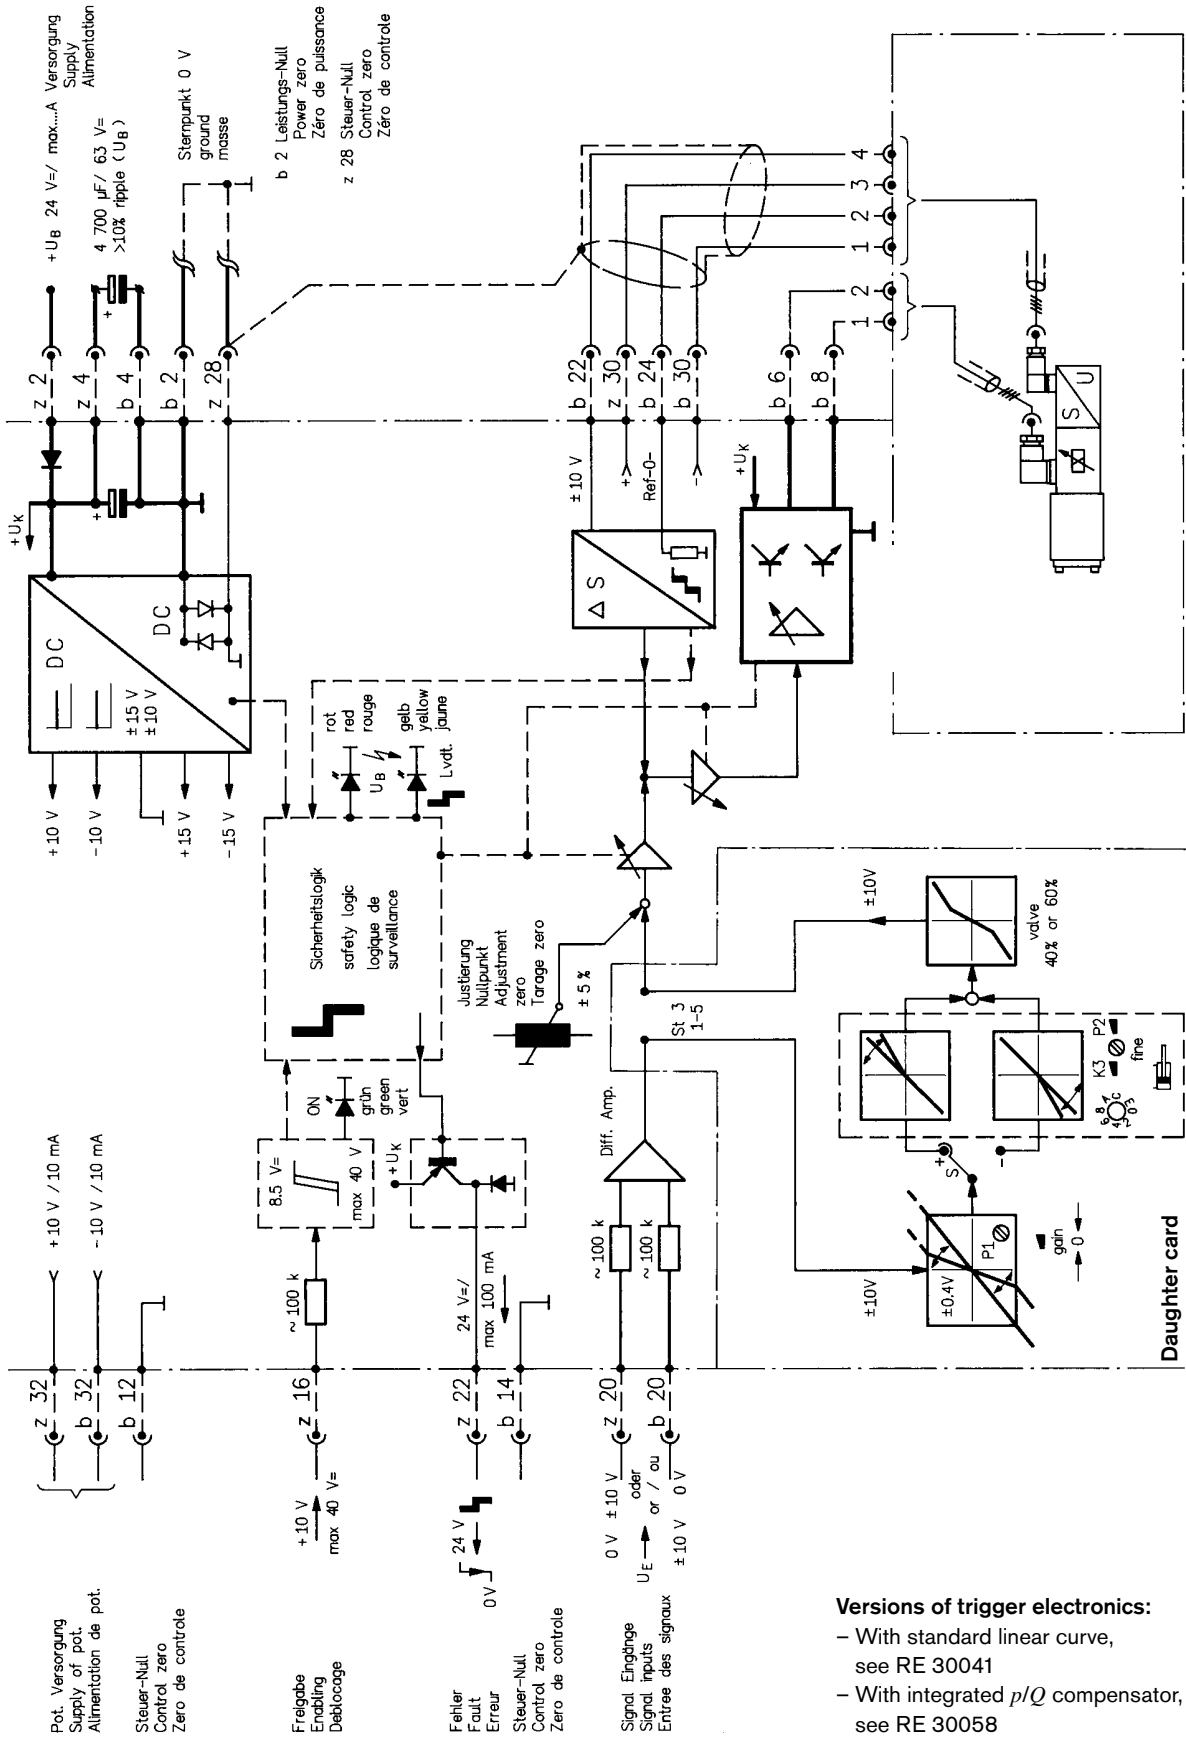 Pot. Versorgung
Supply of pot.
Alimentation de pot.
Steuer-Null
Control zero
Zero de controle
Freigabe
Enabling
Deblocage
Fehler
Fault
Erreur
Steuer-Null
Control zero
Zero de controle
Signal Eingänge
Signal inputs
Entree des signaux
+10 V
max 40 V=
24 V
0V
0 V ±10 V
oder
UE or / ou
±10 V 0 V
z 32
b 32
b 12
z 16
z 22
b 14
z 20
b 20
+10 V / 10 mA
-10 V / 10 mA
~ 100 k
24 V=/
max 100 mA
~ 100 k
~ 100 k
8.5 V=
max 40 V
ON
grün
green
vert
+UK
Diff. Amp.
St 3
1-5
Justierung
Nullpunkt
Adjustment
zero
Tarage zero
±5%
Sicherheitslogik
safety logic
logique de
surveillance
rot
red
rouge
UB
gelb
yellow
jaune
Lvdt.
+10 V
-10 V
+15 V
-15 V
DC
DC
±15 V
±10 V
+UK
+
z 2
z 4
b 4
b 2
z 28
+UB 24 V=/ max....A Versorgung
Supply
Alimentation
+
4 700 µF/ 63 V=
>10% ripple (UB)
Sternpunkt 0 V
ground
masse
b 2 Leistungs-Null
Power zero
Zéro de puissance
z 28 Steuer-Null
Control zero
Zéro de controle
Δ S
±10 V
+>
Ref-0-
->
+UK
b 22
z 30
b 24
b 30
b 6
b 8
4
3
2
1
2
1
S
U
±10V
±0.4V
P1
gain
0
S
+
-
K3
P2
fine
valve
40% or 60%
±10V
Daughter card
Versions of trigger electronics:
– With standard linear curve,
see RE 30041
– With integrated p/Q compensator,
see RE 30058